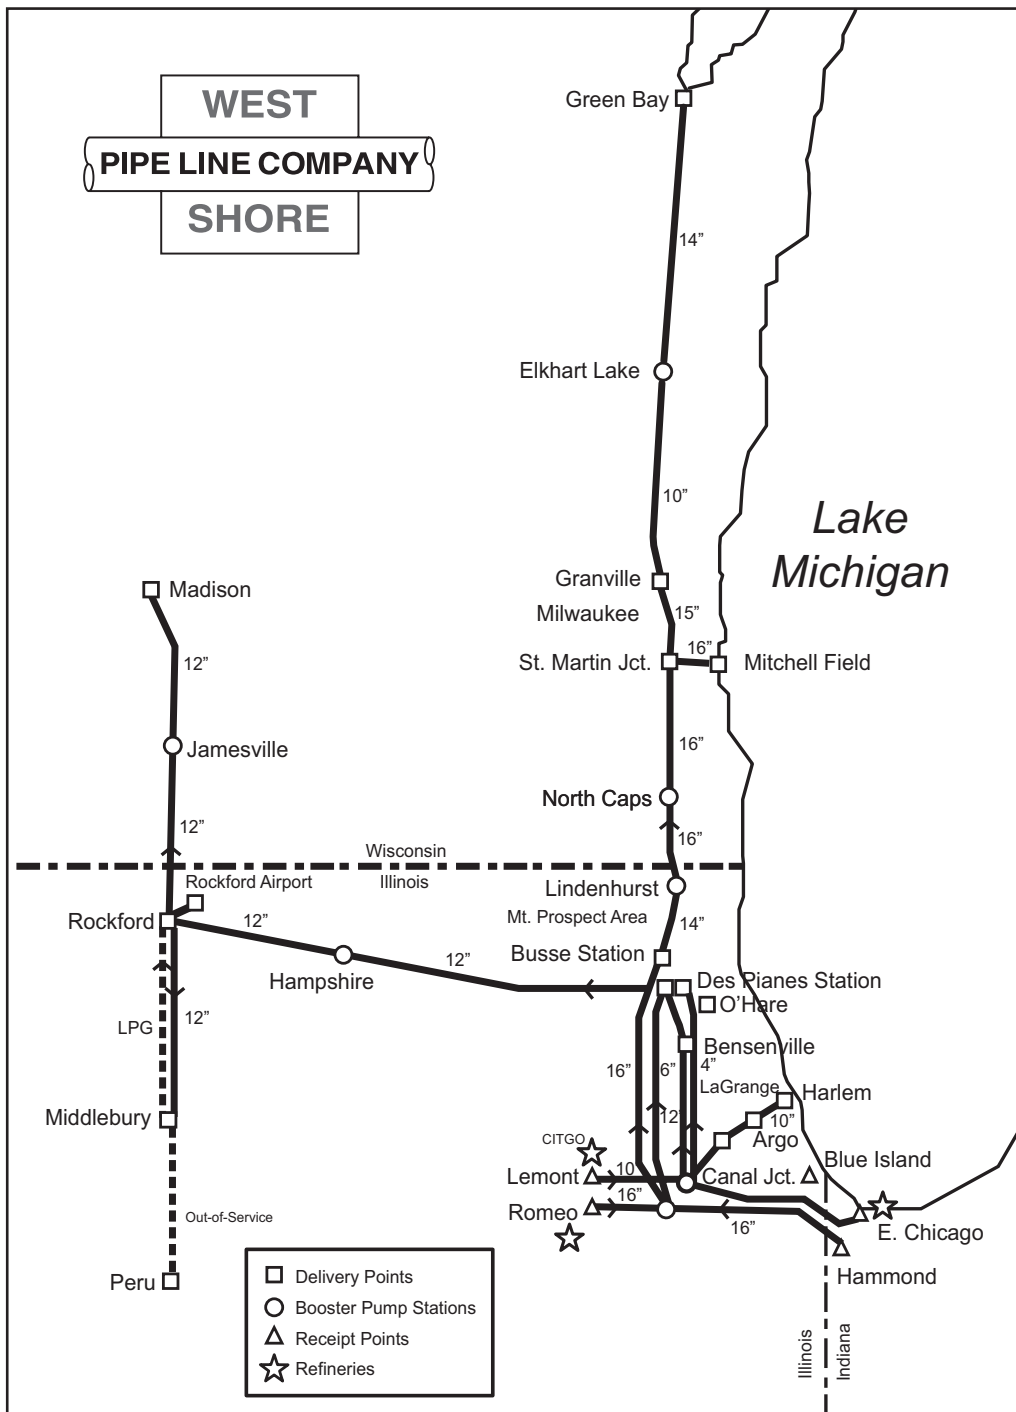 WEST
PIPE LINE COMPANY
SHORE
Green Bay
14”
Elkhart Lake
10”
Lake
Michigan
Granville
Madison
Milwaukee
15”
16”
St. Martin Jct.
Mitchell Field
12”
16”
Jamesville
North Caps
12”
16”
Wisconsin
Illinois
Rockford Airport
Lindenhurst
Rockford
12”
Mt. Prospect Area
14”
Busse Station
12”
Hampshire
Des Pianes Station
O'Hare
12”
LPG
Bensenville
16”
6”
4”
LaGrange
Harlem
Middlebury
12”
10”
Argo
CITGO
Blue Island
Lemont
10
Canal Jct.
16”
Romeo
Out-of-Service
16”
E. Chicago
Hammond
Peru
Delivery Points
Booster Pump Stations
Receipt Points
Refineries
Illinois
Indiana